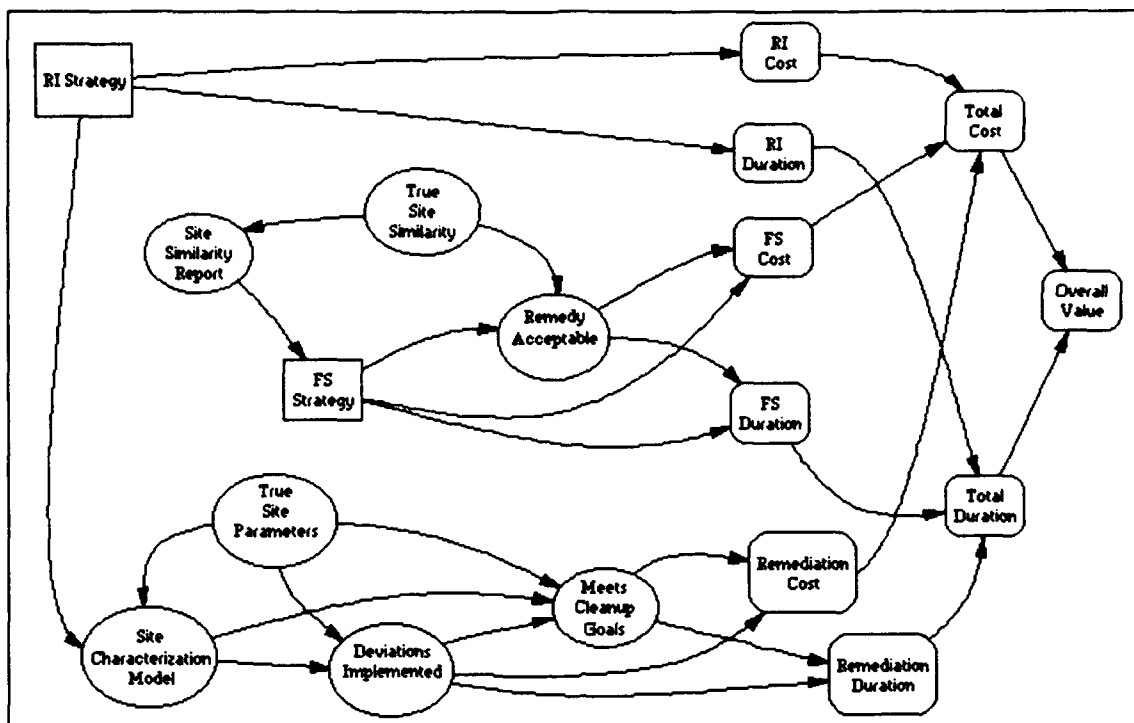 RI Strategy
RI
Cost
Total
Cost
RI
Duration
True
Site
Similarity
Site
Similarity
Report
FS
Cost
Overall
Value
Remedy
Acceptable
FS
Strategy
FS
Duration
True
Site
Parameters
Total
Duration
Remediation
Cost
Meets
Cleanup
Goals
Site
Characterization
Model
Deviations
Implemented
Remediation
Duration